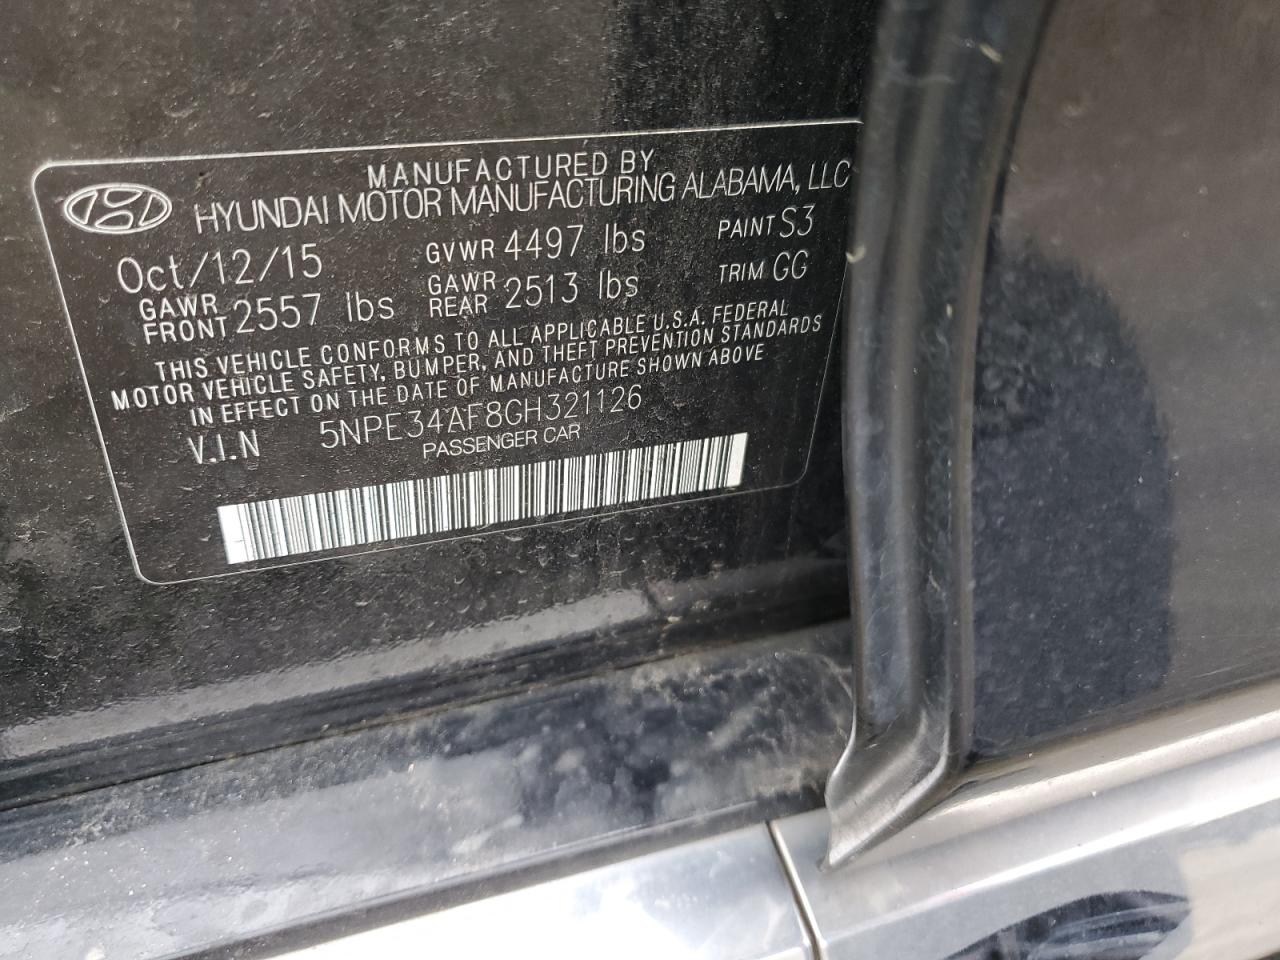 MANUFACTURED BY
HYUNDAI MOTOR MANUFACTURING ALABAMA, LLC
Oct/12/15 GVWR 4497 lbs PAINT S3
GAWR FRONT 2557 lbs GAWR REAR 2513 lbs TRIM GG
THIS VEHICLE CONFORMS TO ALL APPLICABLE U.S.A. FEDERAL
MOTOR VEHICLE SAFETY, BUMPER, AND THEFT PREVENTION STANDARDS
IN EFFECT ON THE DATE OF MANUFACTURE SHOWN ABOVE
V.I.N 5NPE34AF8GH321126
PASSENGER CAR